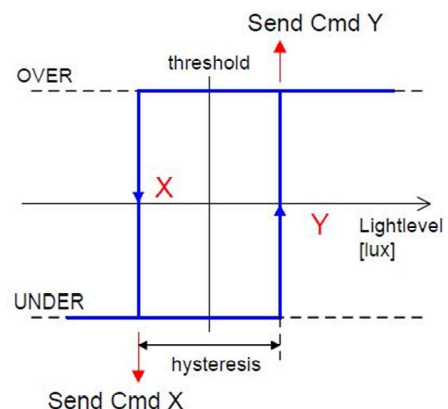 Send Cmd Y
OVER
threshold
X
Y
Lightlevel
[lux]
UNDER
hysteresis
Send Cmd X